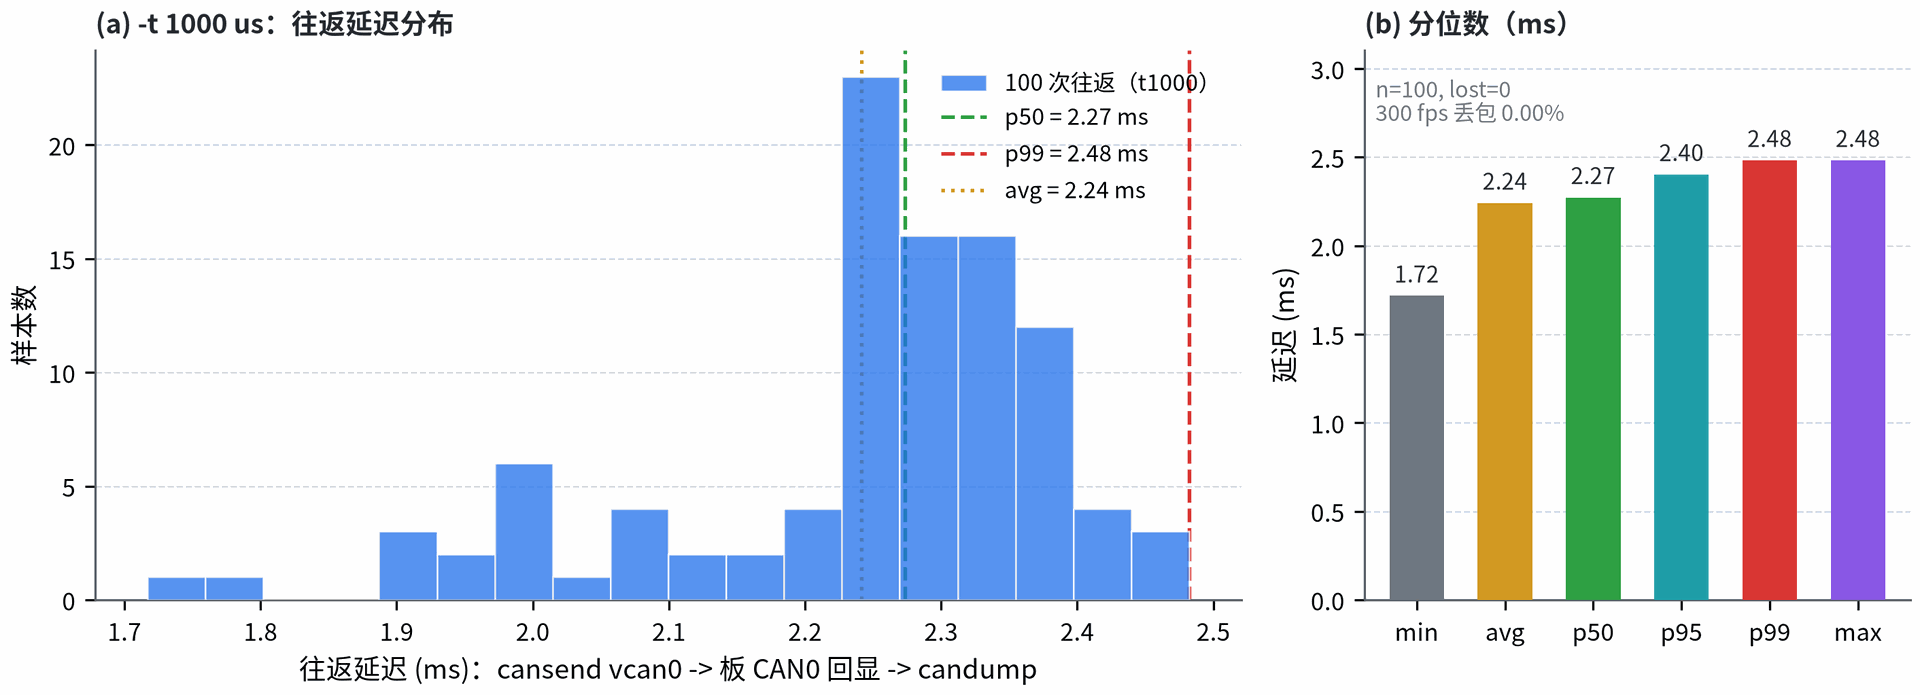 (a) -t 1000 us：往返延迟分布
100 次往返（t1000）
p50 = 2.27 ms
p99 = 2.48 ms
avg = 2.24 ms
样本数
20
15
10
5
0
1.7 1.8 1.9 2.0 2.1 2.2 2.3 2.4 2.5
往返延迟 (ms)：cansend vcan0 -> 板 CAN0 回显 -> candump
(b) 分位数（ms）
n=100, lost=0
300 fps 丢包 0.00%
延迟 (ms)
3.0
2.5
2.0
1.5
1.0
0.5
0.0
1.72 2.24 2.27 2.40 2.48 2.48
min avg p50 p95 p99 max